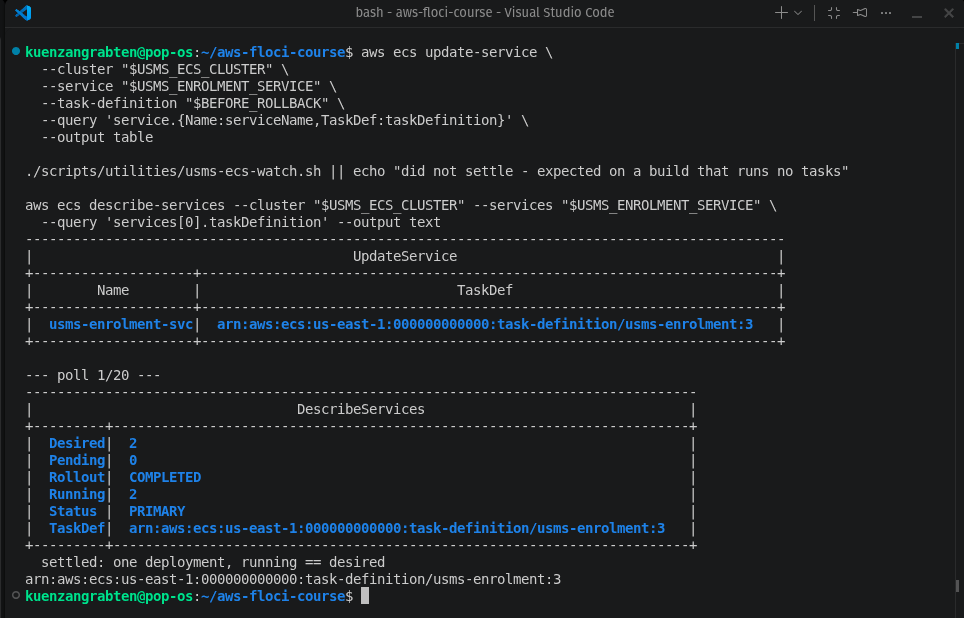 bash - aws-floci-course - Visual Studio Code
kuenzangrabten@pop-os:~/aws-floci-course$ aws ecs update-service \
  --cluster "$USMS_ECS_CLUSTER" \
  --service "$USMS_ENROLMENT_SERVICE" \
  --task-definition "$BEFORE_ROLLBACK" \
  --query 'service.{Name:serviceName,TaskDef:taskDefinition}' \
  --output table

./scripts/utilities/usms-ecs-watch.sh || echo "did not settle - expected on a build that runs no tasks"

aws ecs describe-services --cluster "$USMS_ECS_CLUSTER" --services "$USMS_ENROLMENT_SERVICE" \
  --query 'services[0].taskDefinition' --output text
-----------------------------------------------------------------------------------------------
|                                        UpdateService                                        |
+--------------------+------------------------------------------------------------------------+
|        Name        |                                TaskDef                                 |
+--------------------+------------------------------------------------------------------------+
|  usms-enrolment-svc|  arn:aws:ecs:us-east-1:000000000000:task-definition/usms-enrolment:3   |
+--------------------+------------------------------------------------------------------------+

--- poll 1/20 ---
------------------------------------------------------------------------------------
|                                 DescribeServices                                 |
+---------+------------------------------------------------------------------------+
|  Desired|  2                                                                     |
|  Pending|  0                                                                     |
|  Rollout|  COMPLETED                                                             |
|  Running|  2                                                                     |
|  Status |  PRIMARY                                                               |
|  TaskDef|  arn:aws:ecs:us-east-1:000000000000:task-definition/usms-enrolment:3   |
+---------+------------------------------------------------------------------------+
  settled: one deployment, running == desired
arn:aws:ecs:us-east-1:000000000000:task-definition/usms-enrolment:3
kuenzangrabten@pop-os:~/aws-floci-course$